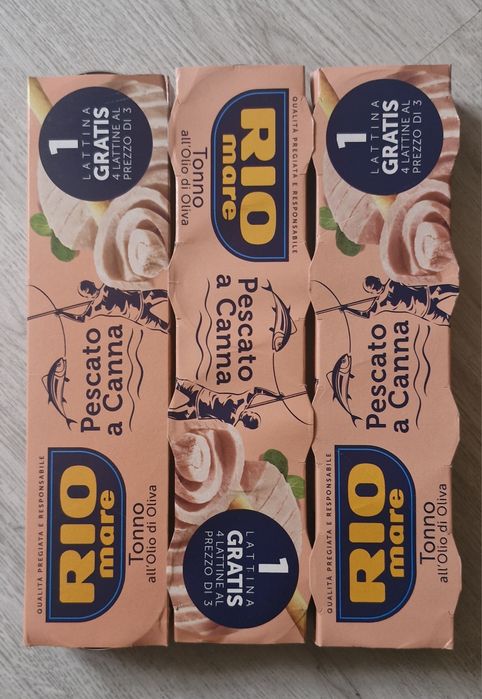 1
LATTINA
GRATIS
4 LATTINE AL
PREZZO DI 3
Pescato
a Canna
QUALITÀ PREGIATA E RESPONSABILE
RIO
mare
Tonno
all'Olio di Oliva
QUALITÀ PREGIATA E RESPONSABILE
RIO
mare
Tonno
all'Olio di Oliva
Pescato
a Canna
1
LATTINA
GRATIS
4 LATTINE AL
PREZZO DI 3
1
LATTINA
GRATIS
4 LATTINE AL
PREZZO DI 3
Pescato
a Canna
QUALITÀ PREGIATA E RESPONSABILE
RIO
mare
Tonno
all'Olio di Oliva